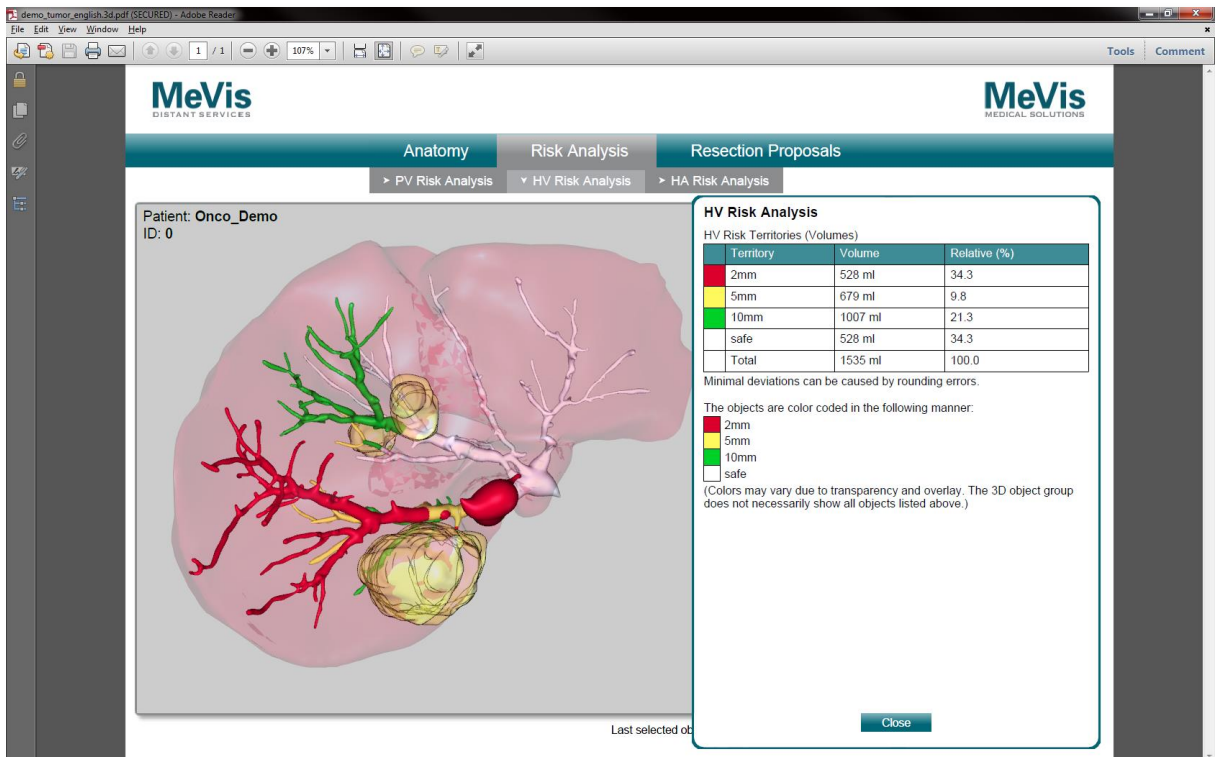 demo_tumor_english.3d.pdf (SECURED) - Adobe Reader
File Edit View Window Help
1 / 1 107% Tools Comment
MeVis
DISTANT SERVICES
MeVis
MEDICAL SOLUTIONS
Anatomy Risk Analysis Resection Proposals
PV Risk Analysis HV Risk Analysis HA Risk Analysis
Patient: Onco_Demo
ID: 0
HV Risk Analysis
HV Risk Territories (Volumes)
Territory Volume Relative (%)
2mm 528 ml 34.3
5mm 679 ml 9.8
10mm 1007 ml 21.3
safe 528 ml 34.3
Total 1535 ml 100.0
Minimal deviations can be caused by rounding errors.
The objects are color coded in the following manner:
2mm
5mm
10mm
safe
(Colors may vary due to transparency and overlay. The 3D object group
does not necessarily show all objects listed above.)
Close
Last selected ob